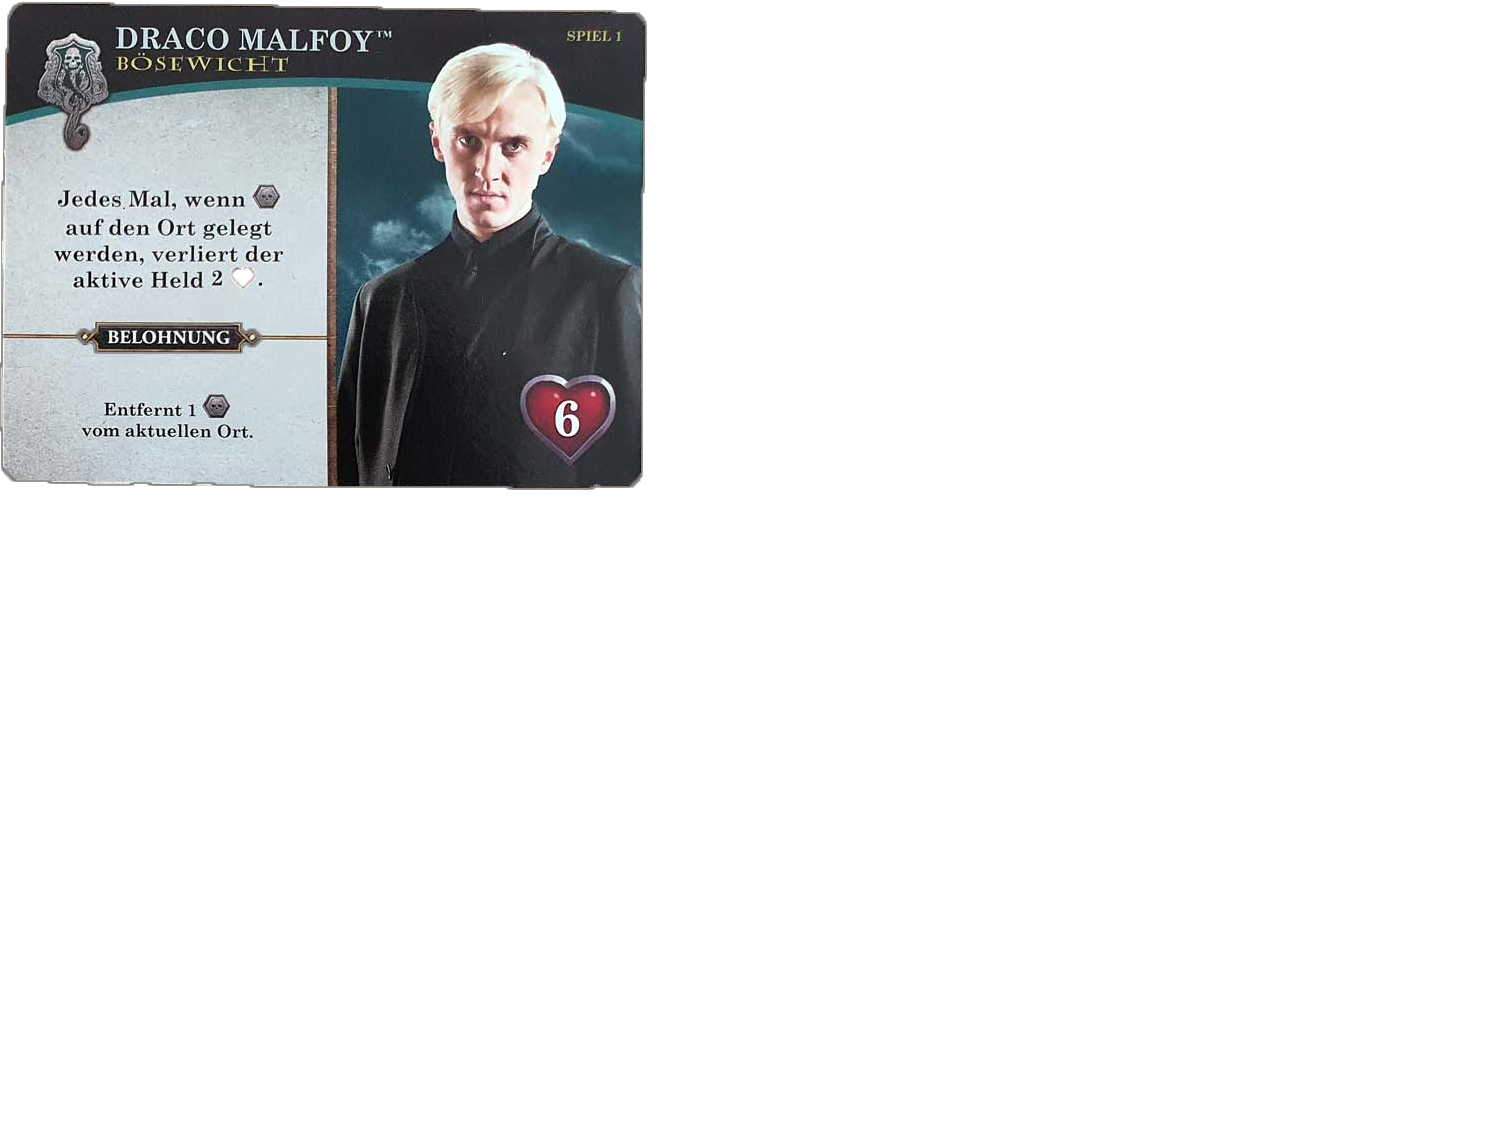 DRACO MALFOY™
BÖSEWICHT
SPIEL 1
Jedes Mal, wenn
auf den Ort gelegt
werden, verliert der
aktive Held 2 .
BELOHNUNG
Entfernt 1
vom aktuellen Ort.
6